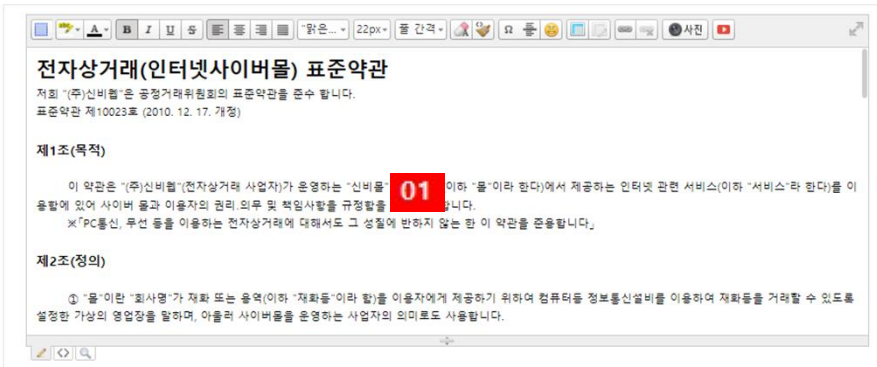 가 B I U S "맑은... 22px 줄 간격 Ω 사진
전자상거래(인터넷사이버몰) 표준약관
저희 "(주)신비웹"은 공정거래위원회의 표준약관을 준수 합니다.
표준약관 제10023호 (2010. 12. 17. 개정)
제1조(목적)
이 약관은 "(주)신비웹"(전자상거래 사업자)가 운영하는 "신비몰" 01 이하 "몰"이라 한다)에서 제공하는 인터넷 관련 서비스(이하 "서비스"라 한다)를 이
용함에 있어 사이버 몰과 이용자의 권리.의무 및 책임사항을 규정함을 합니다.
※「PC통신, 무선 등을 이용하는 전자상거래에 대해서도 그 성질에 반하지 않는 한 이 약관을 준용합니다」
제2조(정의)
① "몰"이란 "회사명"가 재화 또는 용역(이하 "재화등"이라 함)을 이용자에게 제공하기 위하여 컴퓨터등 정보통신설비를 이용하여 재화등을 거래할 수 있도록
설정한 가상의 영업장을 말하며, 아울러 사이버몰을 운영하는 사업자의 의미로도 사용합니다.